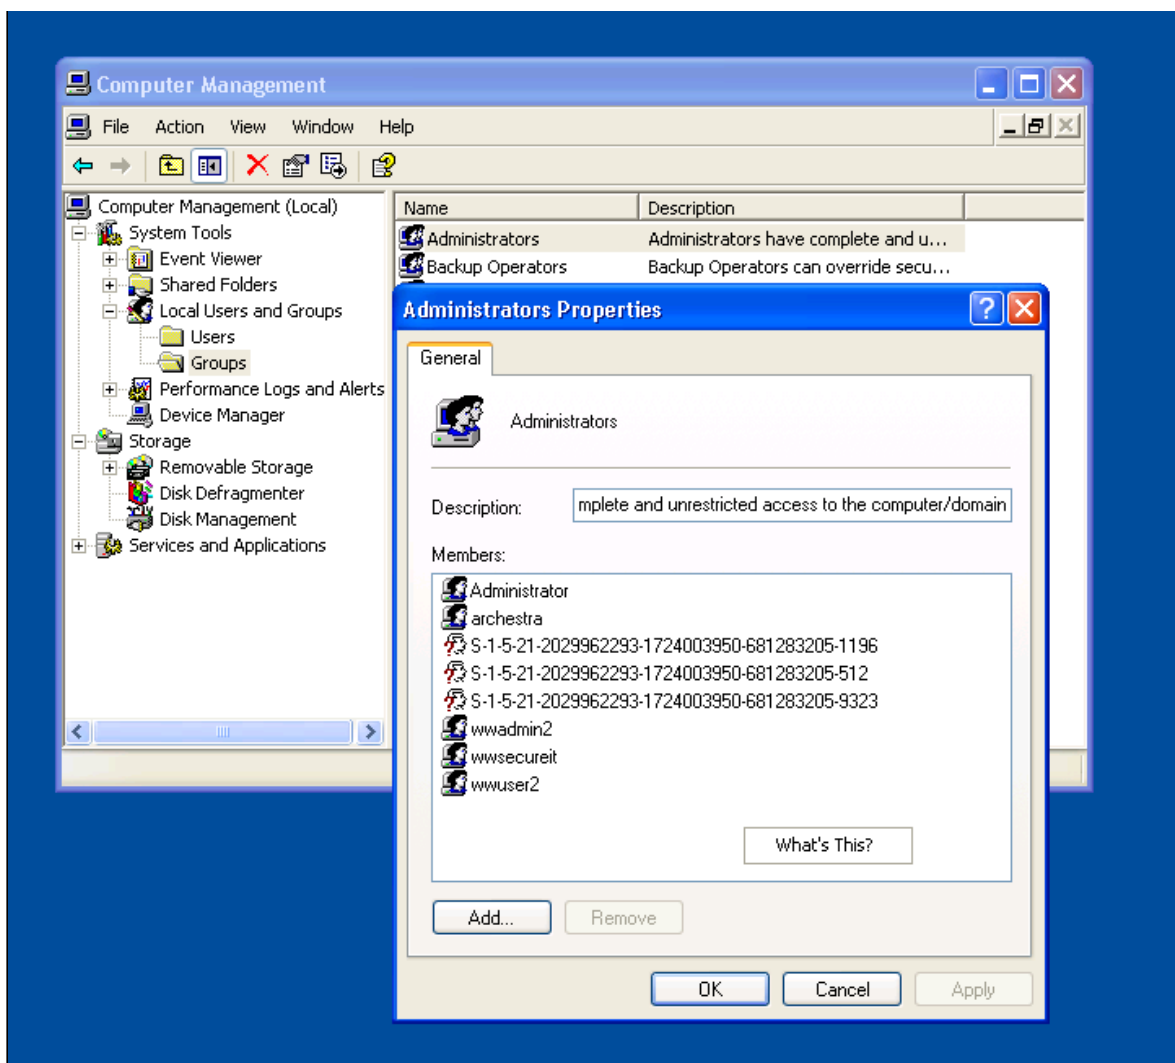 Computer Management
File Action View Window Help
Computer Management (Local)
System Tools
Event Viewer
Shared Folders
Local Users and Groups
Users
Groups
Performance Logs and Alerts
Device Manager
Storage
Removable Storage
Disk Defragmenter
Disk Management
Services and Applications
Name Description
Administrators Administrators have complete and u...
Backup Operators Backup Operators can override secu...
Administrators Properties
General
Administrators
Description: mplete and unrestricted access to the computer/domain
Members:
Administrator
archestra
S-1-5-21-2029962293-1724003950-681283205-1196
S-1-5-21-2029962293-1724003950-681283205-512
S-1-5-21-2029962293-1724003950-681283205-9323
wwadmin2
wwsecureit
wwuser2
What's This?
Add... Remove
OK Cancel Apply